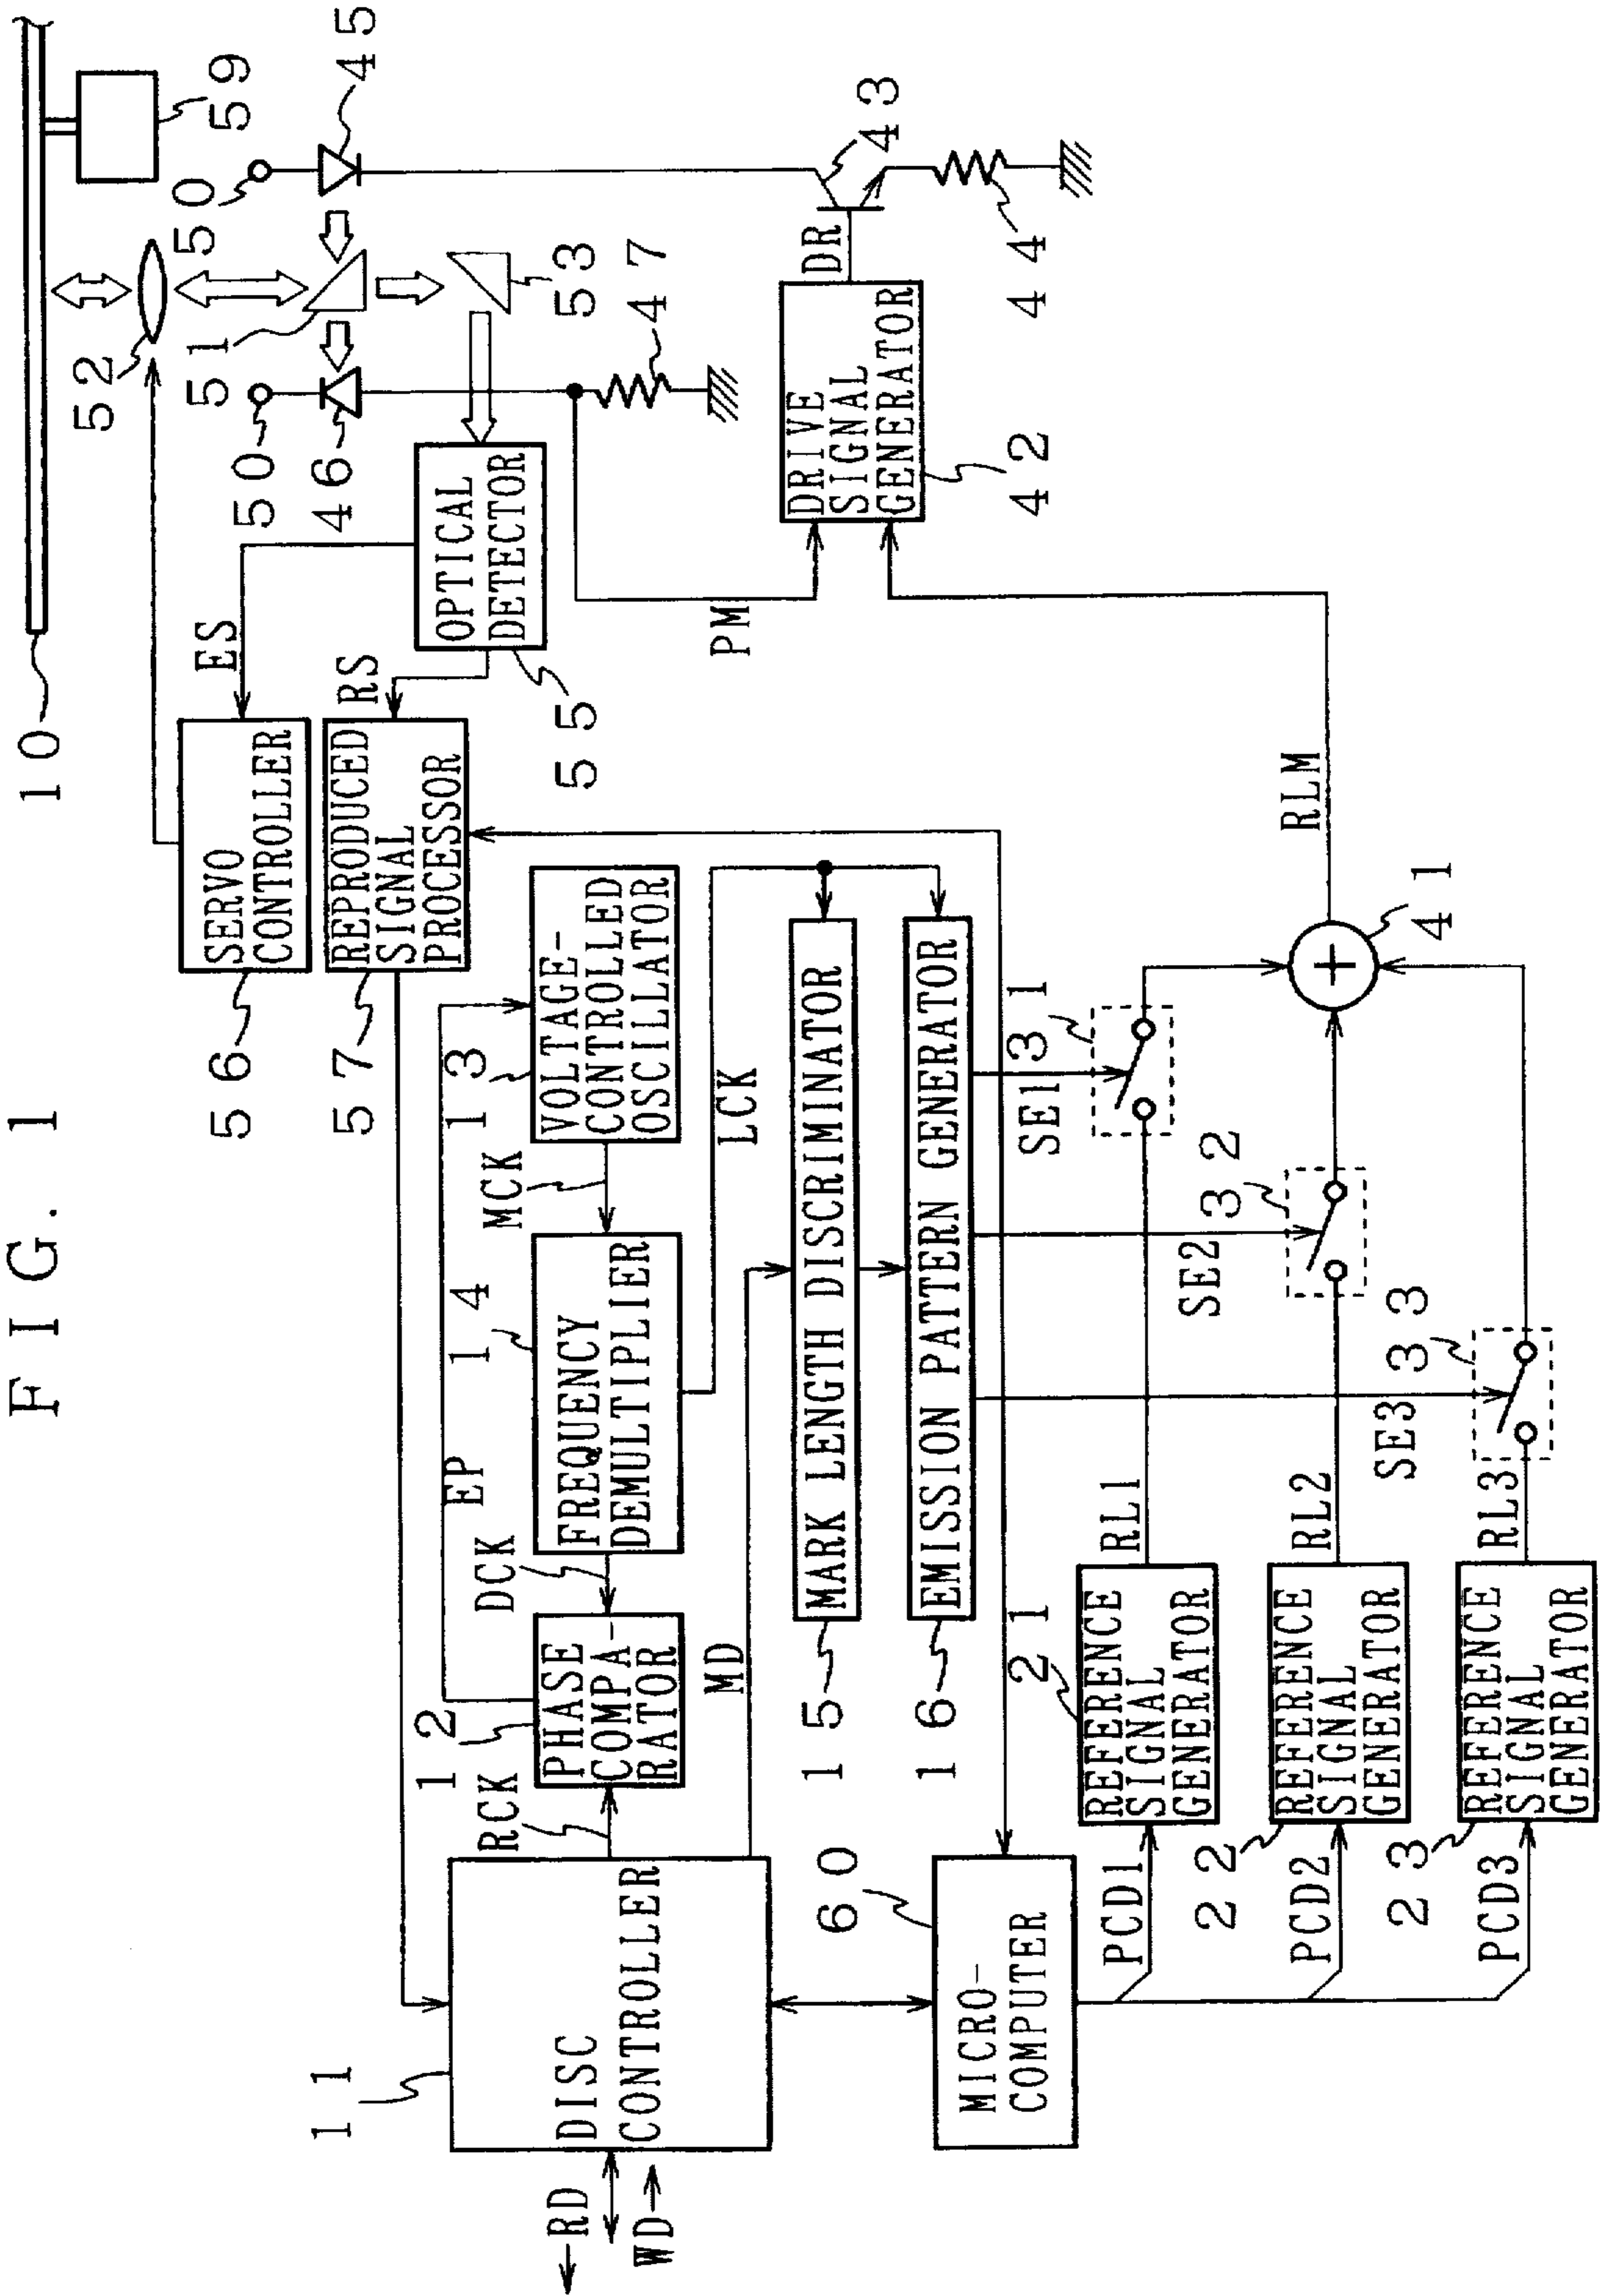 FIG. 1
10
59
52
50
45
51
53
50
46
47
SERVO
CONTROLLER
56
ES
REPRODUCED
SIGNAL
PROCESSOR
57
RS
OPTICAL
DETECTOR
55
PM
DRIVE
SIGNAL
GENERATOR
42
DR
43
44
DISC
CONTROLLER
11
←RD
WD→
RCK
PHASE
COMPA-
RATOR
12
EP
DCK
FREQUENCY
DEMULTIPLIER
14
MCK
VOLTAGE-
CONTROLLED
OSCILLATOR
13
LCK
MD
MARK LENGTH DISCRIMINATOR
15
EMISSION PATTERN GENERATOR
16
MICRO-
COMPUTER
60
PCD1
REFERENCE
SIGNAL
GENERATOR
21
RL1
SE1
31
PCD2
REFERENCE
SIGNAL
GENERATOR
22
RL2
SE2
32
PCD3
REFERENCE
SIGNAL
GENERATOR
23
RL3
SE3
33
+
41
RLM